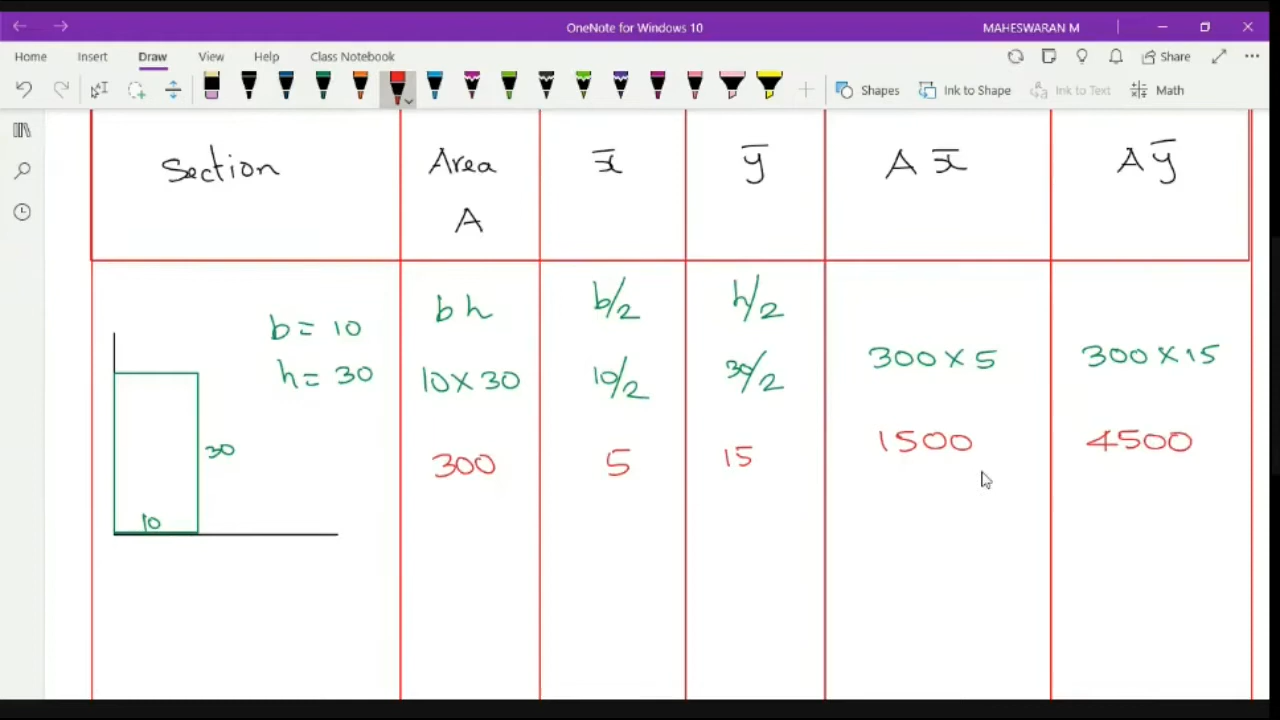 OneNote for Windows 10
MAHESWARAN M
Home Insert Draw View Help Class Notebook
Share
Shapes Ink to Shape Ink to Text Math
Section Area A x̅ y̅ A x̅ A y̅
b = 10
h = 30
30
10
b h
10 × 30
300
b/2
10/2
5
h/2
30/2
15
300 × 5
1500
300 × 15
4500